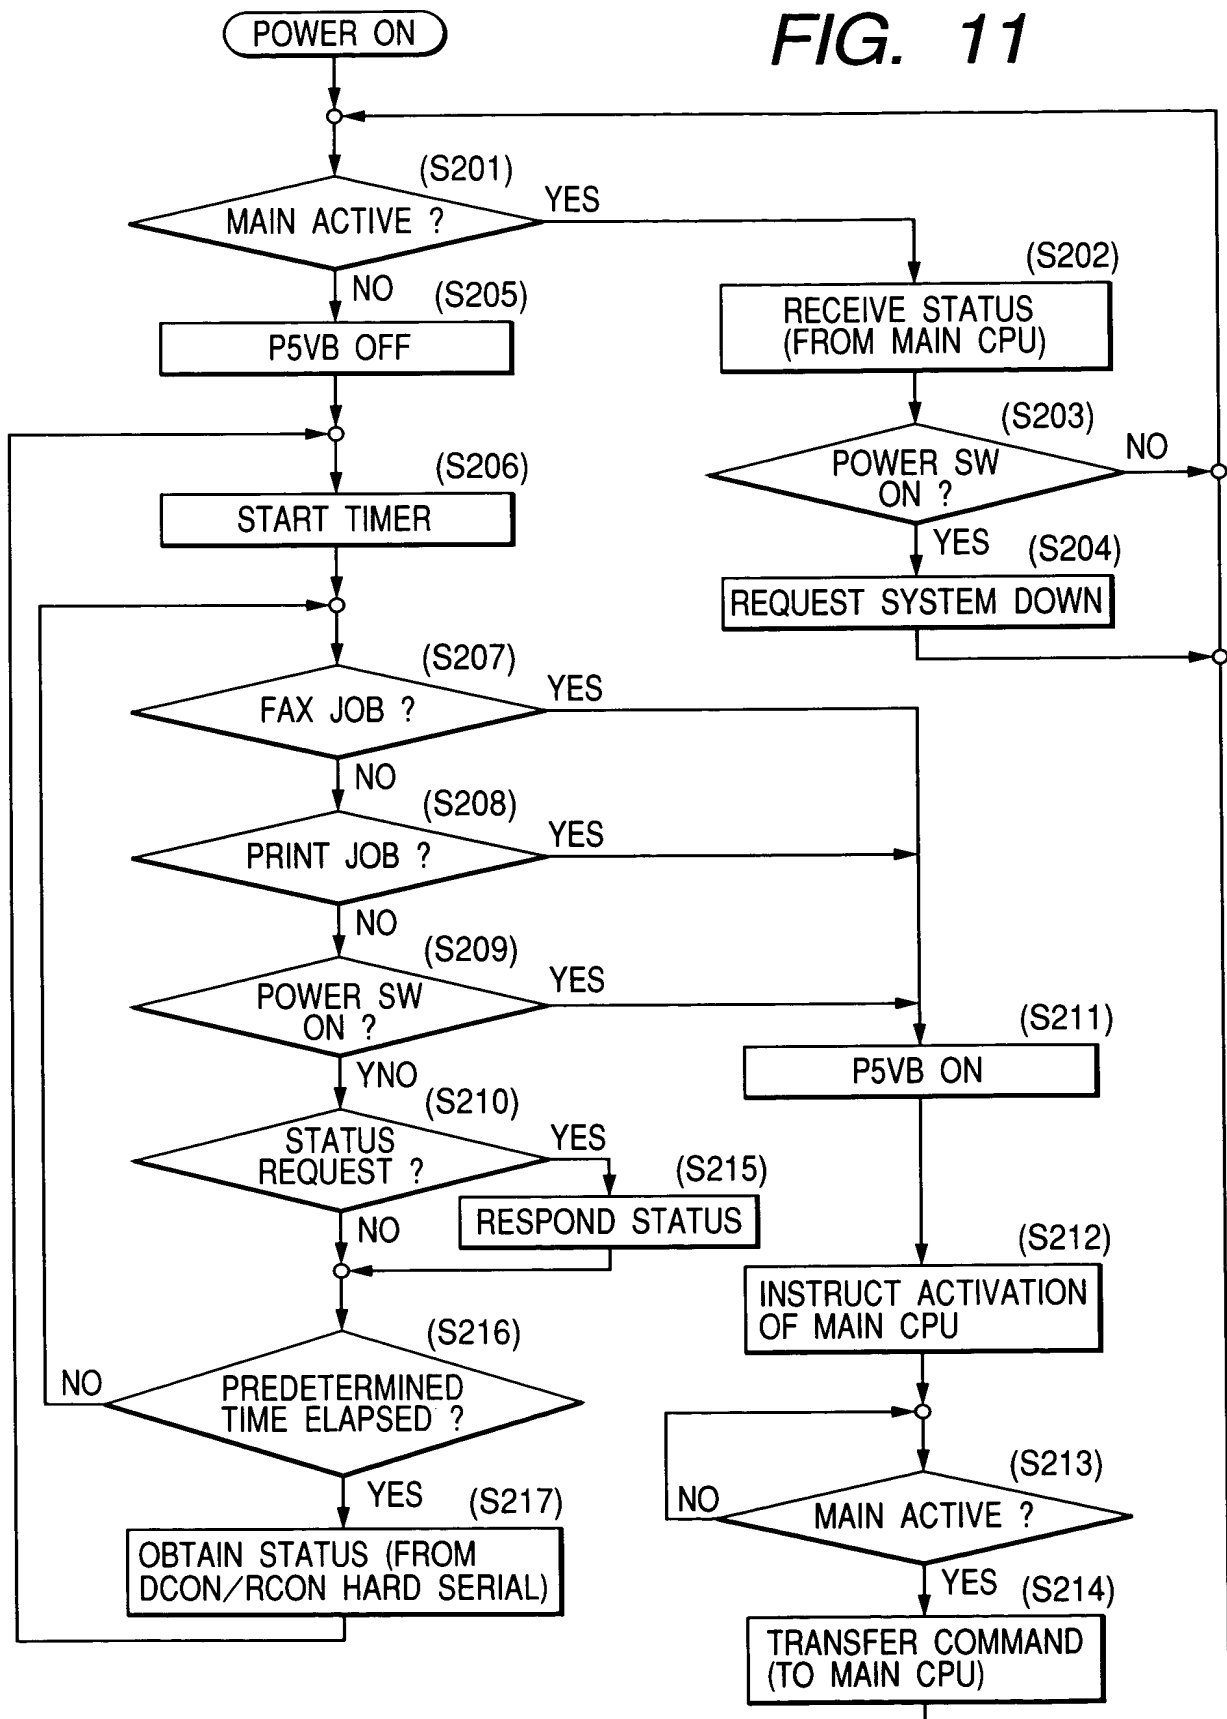 FIG. 11
POWER ON
(S201)
MAIN ACTIVE ?
YES
NO
(S202)
RECEIVE STATUS
(FROM MAIN CPU)
(S203)
POWER SW
ON ?
NO
YES
(S204)
REQUEST SYSTEM DOWN
(S205)
P5VB OFF
(S206)
START TIMER
(S207)
FAX JOB ?
YES
NO
(S208)
PRINT JOB ?
YES
NO
(S209)
POWER SW
ON ?
YES
YNO
(S210)
STATUS
REQUEST ?
YES
NO
(S215)
RESPOND STATUS
(S216)
PREDETERMINED
TIME ELAPSED ?
NO
YES
(S217)
OBTAIN STATUS (FROM
DCON/RCON HARD SERIAL)
(S211)
P5VB ON
(S212)
INSTRUCT ACTIVATION
OF MAIN CPU
(S213)
MAIN ACTIVE ?
NO
YES
(S214)
TRANSFER COMMAND
(TO MAIN CPU)